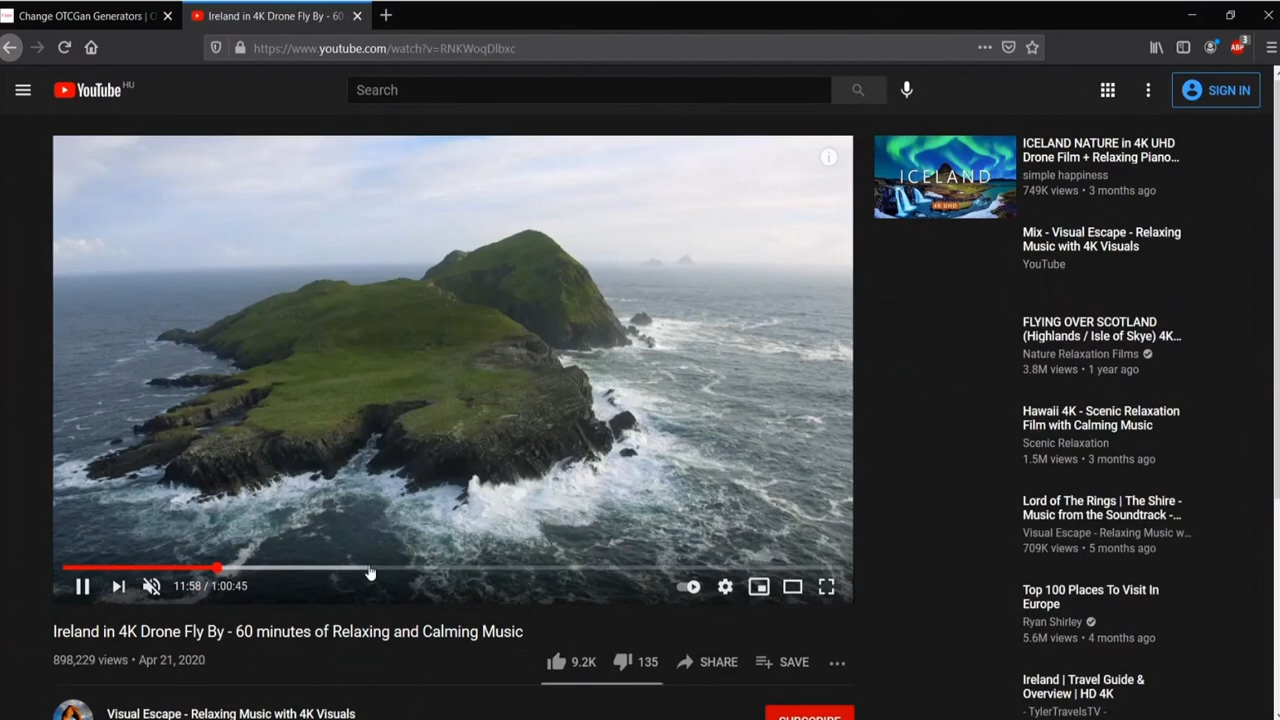 Change OTCGan Generators |
Ireland in 4K Drone Fly By - 60
https://www.youtube.com/watch?v=RNKWoqDlbxc
3
ABP
YouTube HU
Search
SIGN IN
i
11:58 / 1:00:45
Ireland in 4K Drone Fly By - 60 minutes of Relaxing and Calming Music
898,229 views • Apr 21, 2020
9.2K
135
SHARE
SAVE
Visual Escape - Relaxing Music with 4K Visuals
SUBSCRIBE
ICELAND
4K UHD
ICELAND NATURE in 4K UHD
Drone Film + Relaxing Piano...
simple happiness
749K views • 3 months ago
Mix - Visual Escape - Relaxing
Music with 4K Visuals
YouTube
FLYING OVER SCOTLAND
(Highlands / Isle of Skye) 4K...
Nature Relaxation Films
3.8M views • 1 year ago
Hawaii 4K - Scenic Relaxation
Film with Calming Music
Scenic Relaxation
1.5M views • 3 months ago
Lord of The Rings | The Shire -
Music from the Soundtrack -...
Visual Escape - Relaxing Music w...
709K views • 5 months ago
Top 100 Places To Visit In
Europe
Ryan Shirley
5.6M views • 4 months ago
Ireland | Travel Guide &
Overview | HD 4K
- TylerTravelsTV -